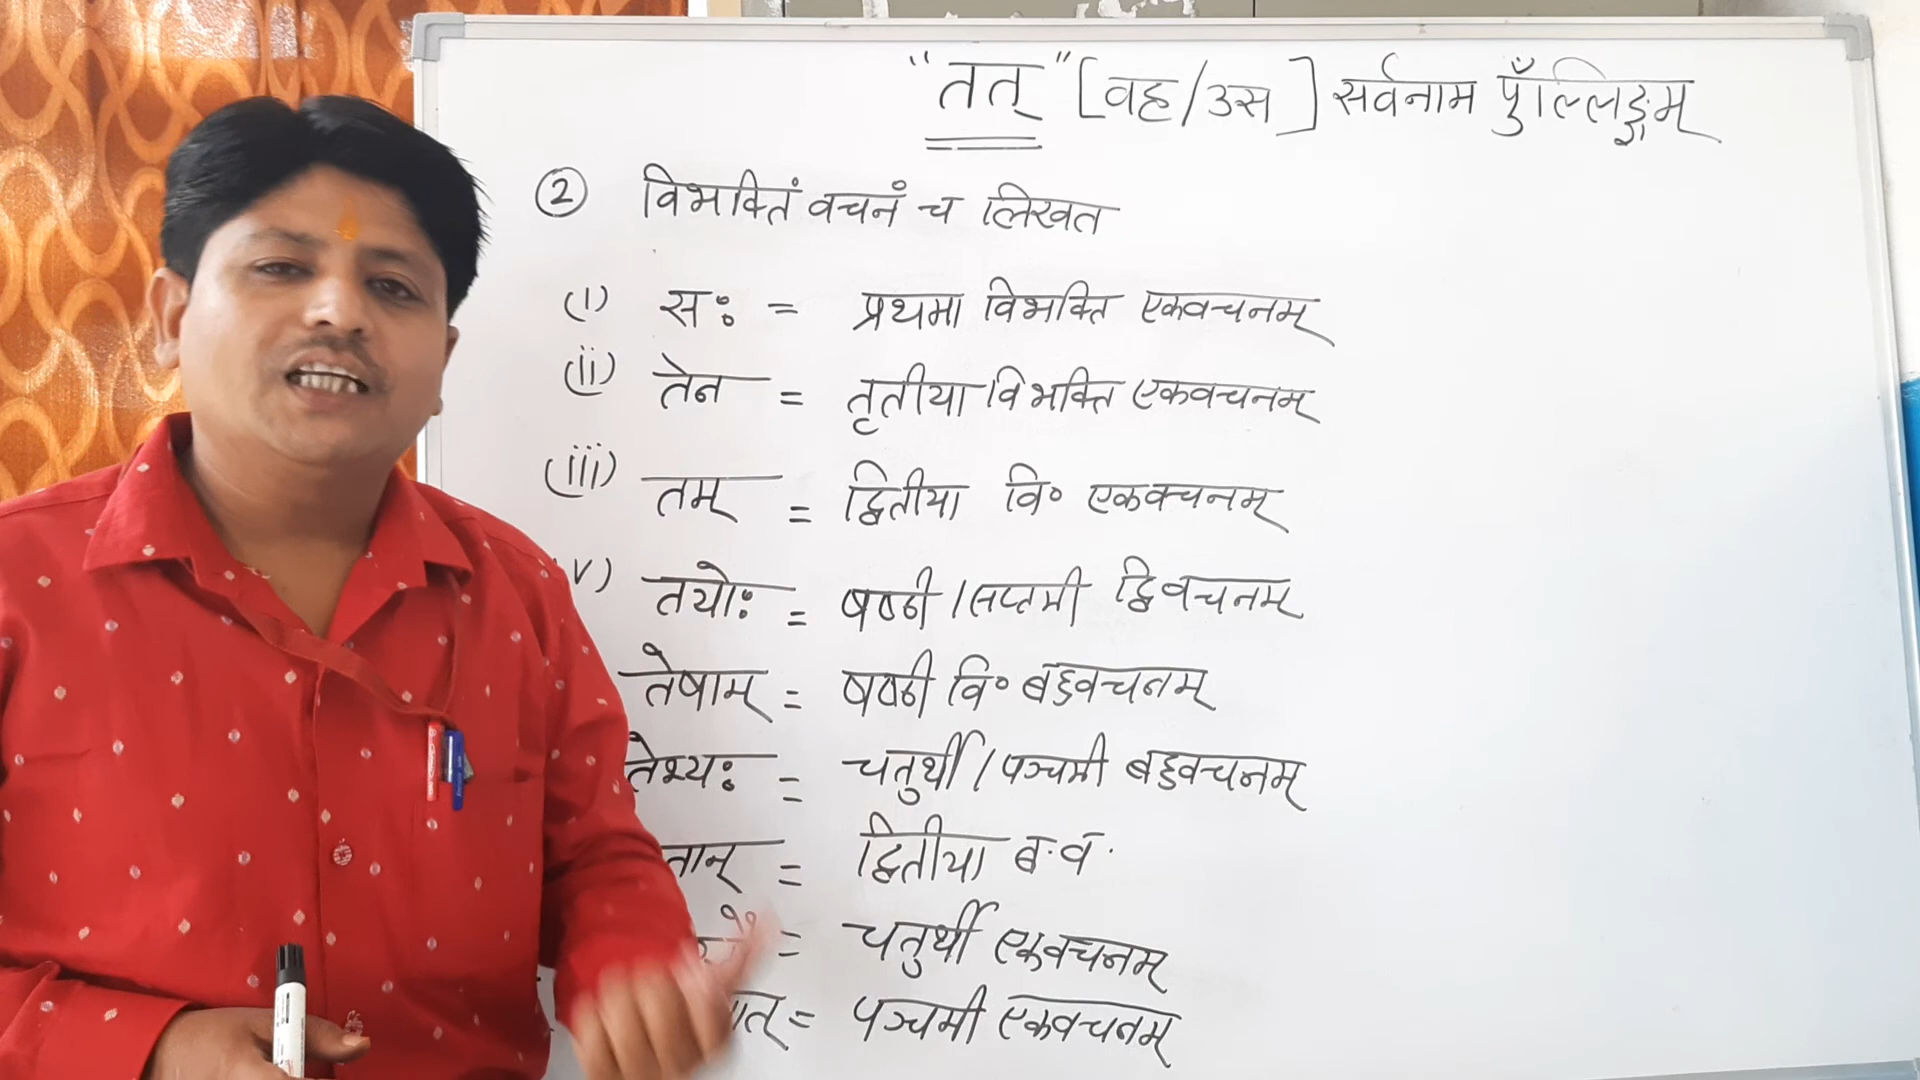 "तत्" [वह/उस] सर्वनाम पुँल्लिङ्गम्
② विभक्तिं वचनं च लिखत
(i) सः = प्रथमा विभक्ति एकवचनम्
(ii) तेन = तृतीया विभक्ति एकवचनम्
(iii) तम् = द्वितीया वि॰ एकवचनम्
v) तयोः = षष्ठी/सप्तमी द्विवचनम्
तेषाम् = षष्ठी वि॰ बहुवचनम्
तेभ्यः = चतुर्थी/पञ्चमी बहुवचनम्
तान् = द्वितीया ब.व.
= चतुर्थी एकवचनम्
= पञ्चमी एकवचनम्